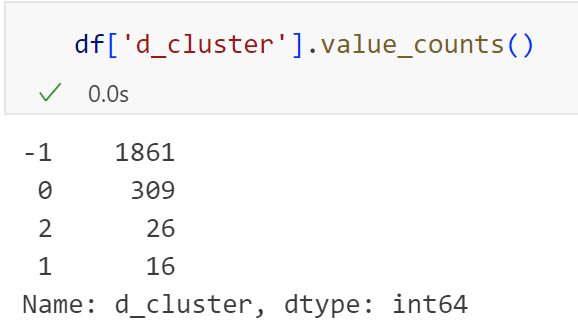 df['d_cluster'].value_counts()
0.0s
-1    1861
 0     309
 2      26
 1      16
Name: d_cluster, dtype: int64